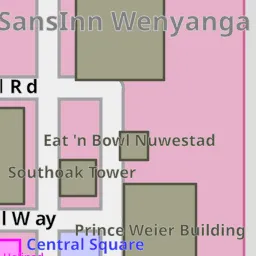 SansInn Wenyanga
l Rd
Eat 'n Bowl Nuwestad
Southoak Tower
l Way
Prince Weier Building
Central Square